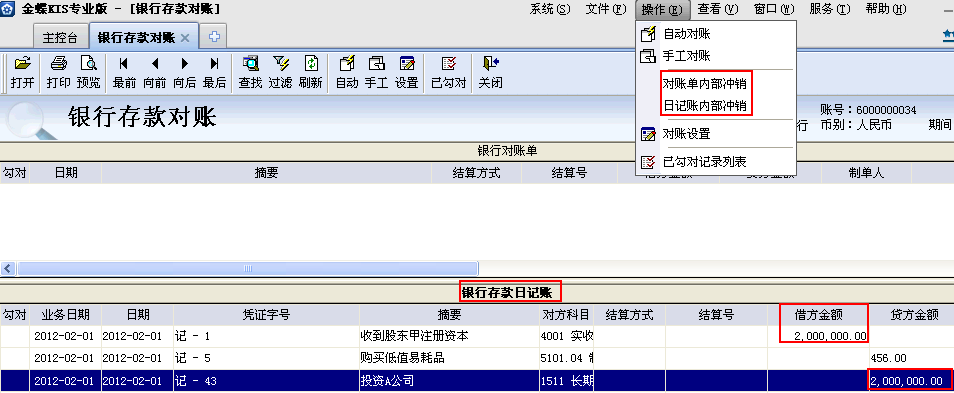 金蝶KIS专业版 - [银行存款对账]
系统(S) 文件(F) 操作(E) 查看(V) 窗口(W) 服务(T) 帮助(H)
主控台 银行存款对账
自动对账
手工对账
对账单内部冲销
日记账内部冲销
对账设置
已勾对记录列表
打开 打印 预览 最前 向前 向后 最后 查找 过滤 刷新 自动 手工 设置 已勾对 关闭
银行存款对账
账号：6000000034
行 币别：人民币 期间
银行对账单
勾对 日期 摘要 结算方式 结算号 制单人
银行存款日记账
勾对 业务日期 日期 凭证字号 摘要 对方科目 结算方式 结算号 借方金额 贷方金额
2012-02-01 2012-02-01 记 - 1 收到股东甲注册资本 4001 实收 2,000,000.00
2012-02-01 2012-02-01 记 - 5 购买低值易耗品 5101.04 456.00
2012-02-01 2012-02-01 记 - 43 投资A公司 1511 长期 2,000,000.00